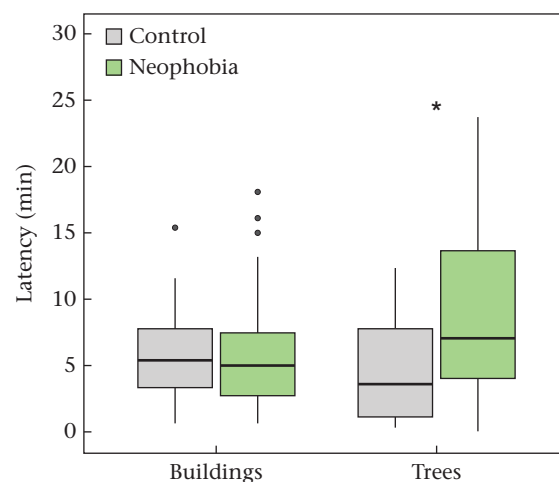 Control
Neophobia
*
30
25
20
15
10
5
0
Latency (min)
Buildings
Trees